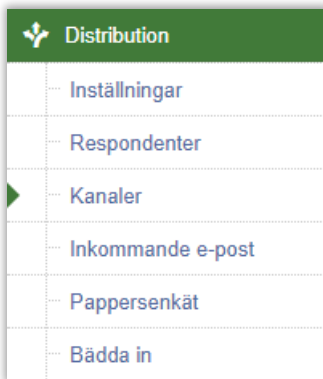 Distribution
Inställningar
Respondenter
Kanaler
Inkommande e-post
Pappersenkät
Bädda in